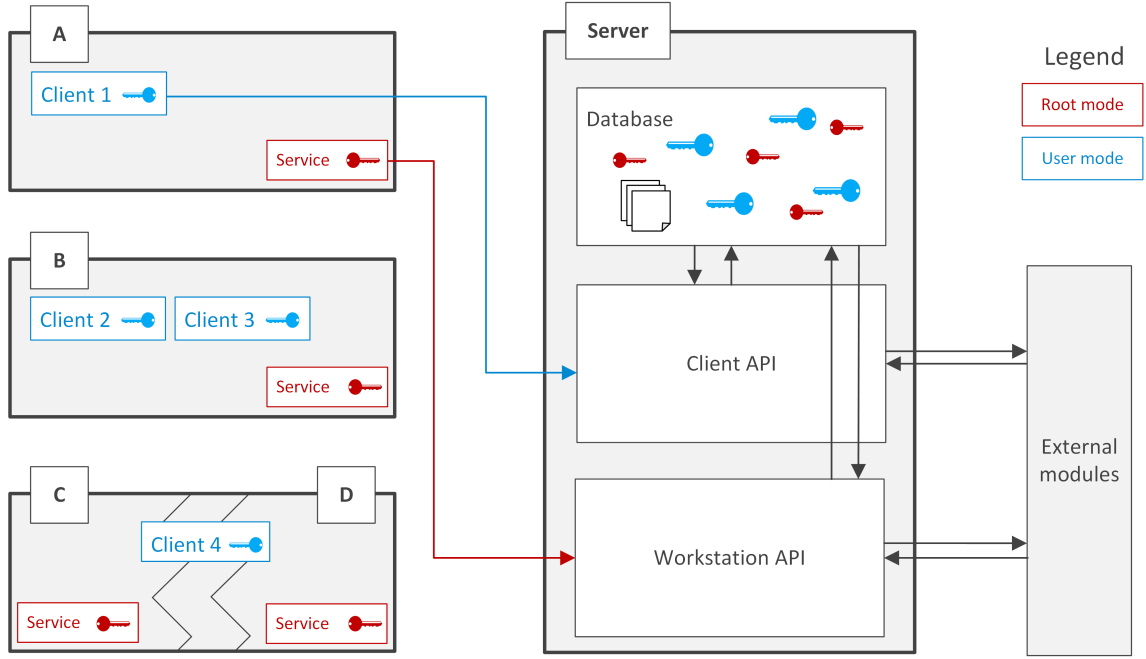 A
Client 1
Service
B
Client 2
Client 3
Service
C
D
Client 4
Service
Service
Server
Database
Client API
Workstation API
Legend
Root mode
User mode
External
modules